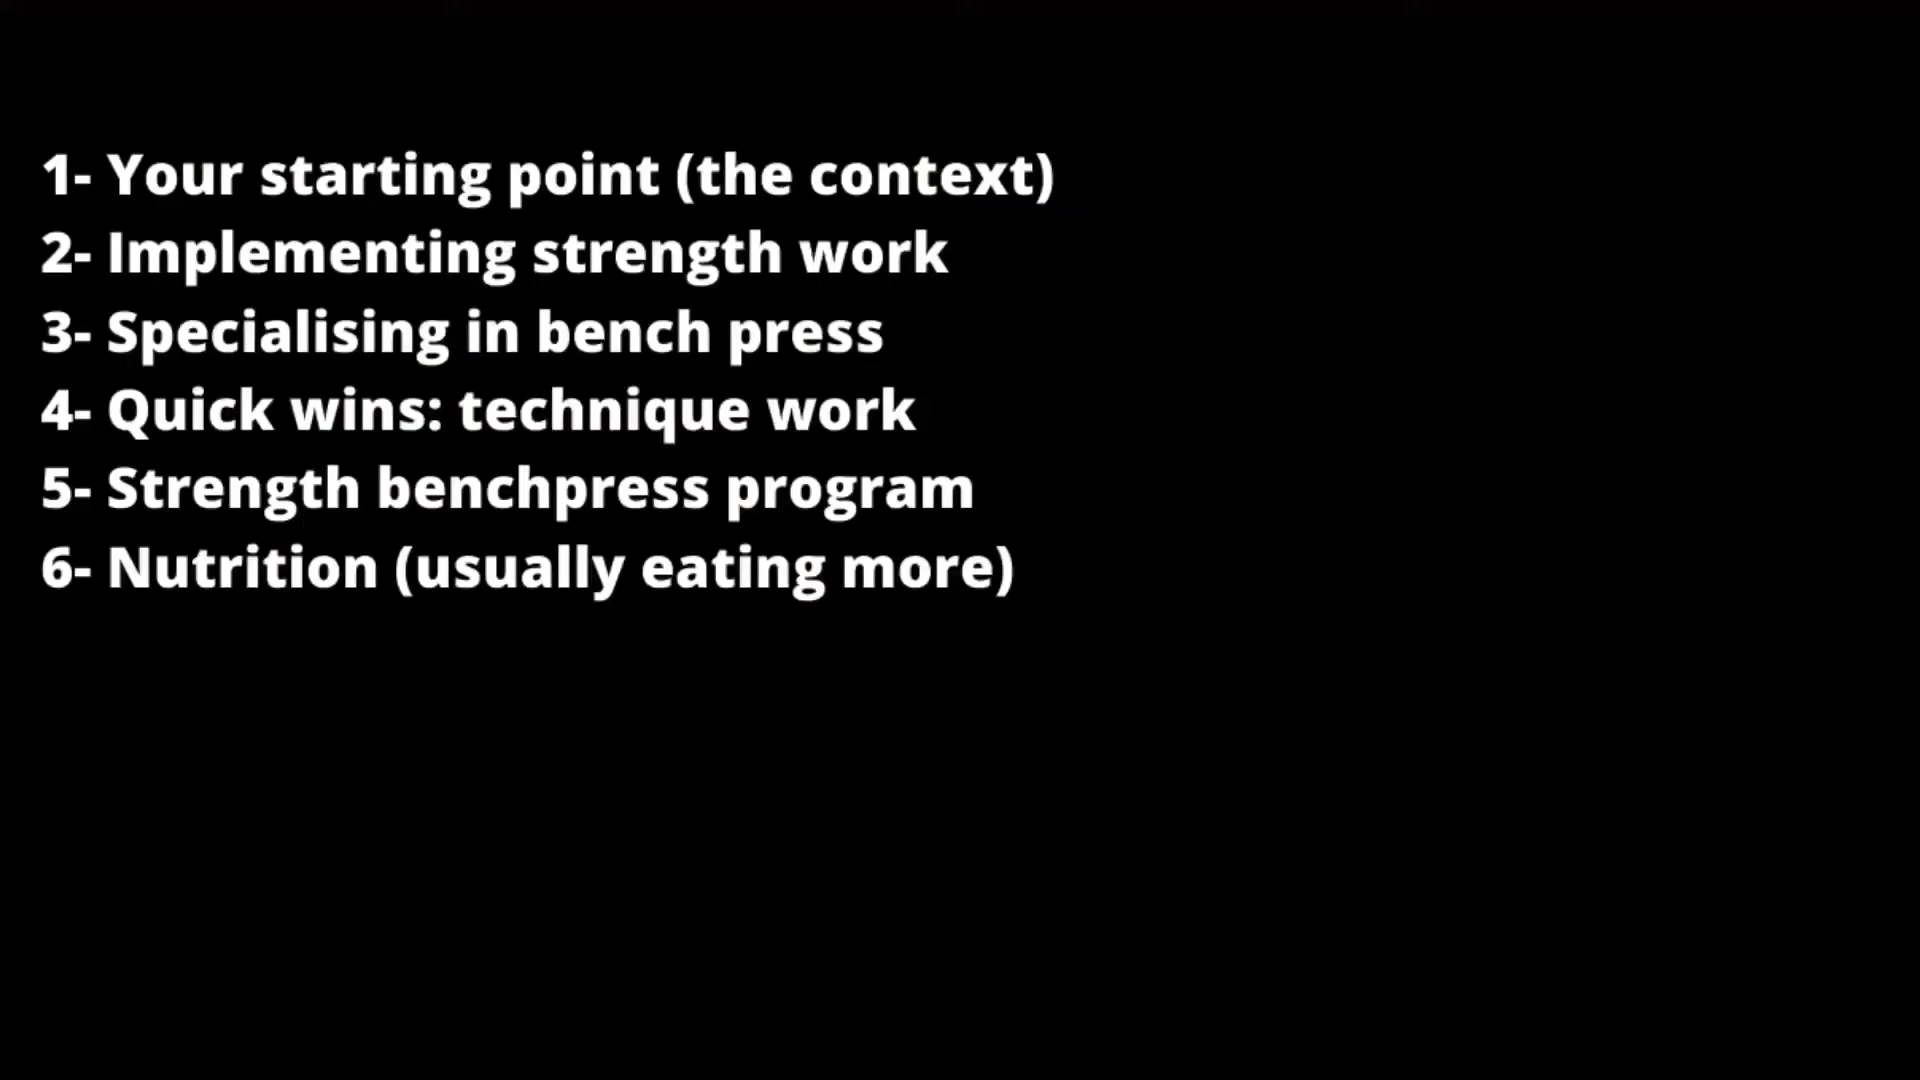 1- Your starting point (the context)
2- Implementing strength work
3- Specialising in bench press
4- Quick wins: technique work
5- Strength benchpress program
6- Nutrition (usually eating more)